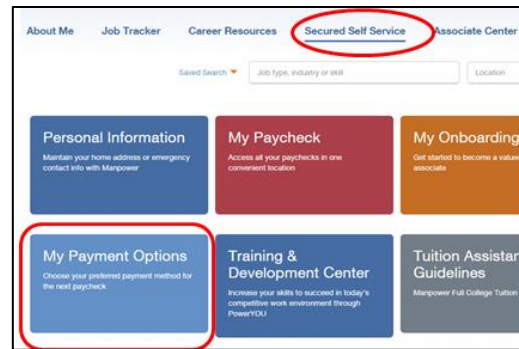 About Me Job Tracker Career Resources Secured Self Service Associate Center
Saved Search Job type, industry or skill Location
Personal Information
Maintain your home address or emergency
contact info with Manpower
My Paycheck
Access all your paychecks in one
convenient location
My Onboarding
Get started to become a value
associate
My Payment Options
Choose your preferred payment method for
the next paycheck
Training &
Development Center
Increase your skills to succeed in today's
competitive work environment through
PowerYOU
Tuition Assistan
Guidelines
Manpower Full College Tuition